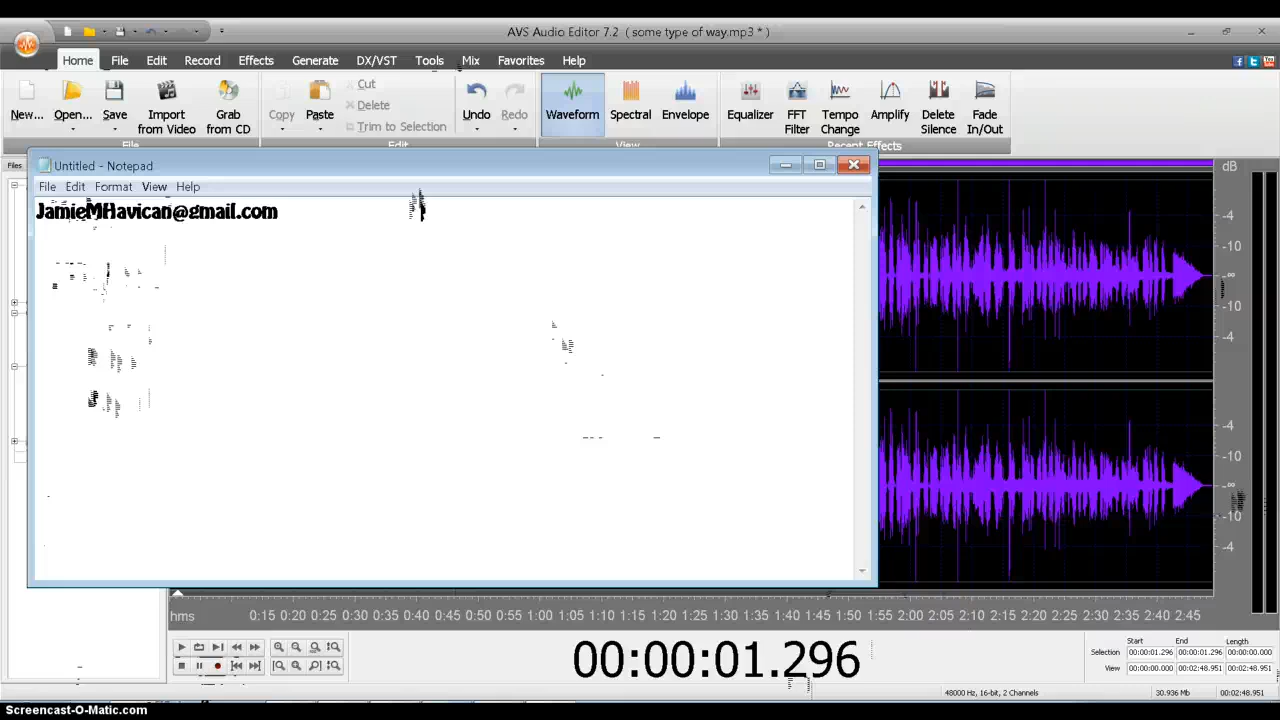 AVS Audio Editor 7.2 ( some type of way.mp3 * )
Home File Edit Record Effects Generate DX/VST Tools Mix Favorites Help
New... Open... Save Import from Video Grab from CD Copy Paste Cut Delete Trim to Selection Undo Redo Waveform Spectral Envelope Equalizer FFT Filter Tempo Change Amplify Delete Silence Fade In/Out
File Edit View Recent Effects
Files
Untitled - Notepad
File Edit Format View Help
JamieMHavican@gmail.com
dB
-4
-10
-∞
-10
-4
-4
-10
-∞
-10
-4
hms 0:15 0:20 0:25 0:30 0:35 0:40 0:45 0:50 0:55 1:00 1:05 1:10 1:15 1:20 1:25 1:30 1:35 1:40 1:45 1:50 1:55 2:00 2:05 2:10 2:15 2:20 2:25 2:30 2:35 2:40 2:45
00:00:01.296
Start End Length
Selection 00:00:01.296 00:00:01.296 00:00:00.000
View 00:00:00.000 00:02:48.951 00:02:48.951
48000 Hz, 16-bit, 2 Channels 30.936 Mb 00:02:48.951
Screencast-O-Matic.com